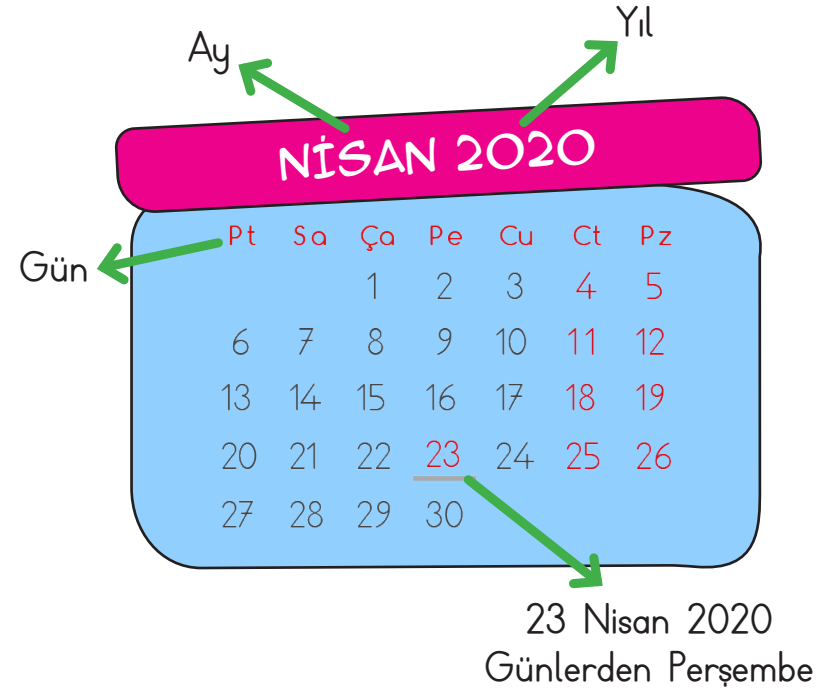 Yıl
Ay
NİSAN 2020
Pt Sa Ça Pe Cu Ct Pz
Gün
1 2 3 4 5
6 7 8 9 10 11 12
13 14 15 16 17 18 19
20 21 22 23 24 25 26
27 28 29 30
23 Nisan 2020
Günlerden Perşembe